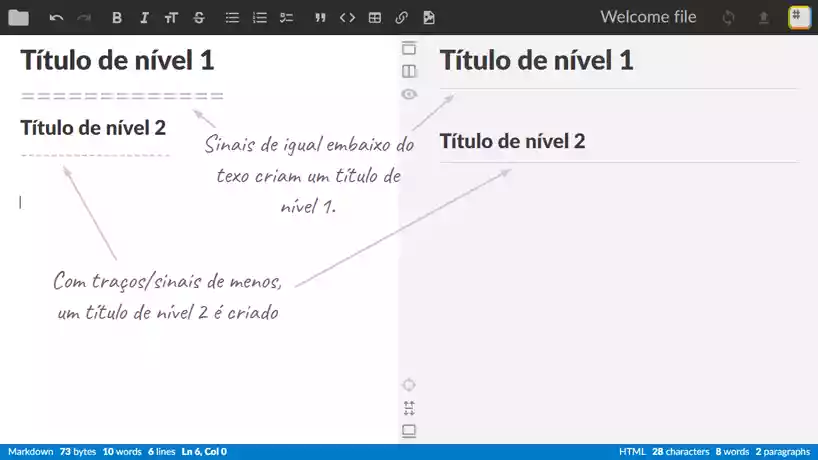 Welcome file
Título de nível 1
=============
Título de nível 2
--------------------
Sinais de igual embaixo do
texo criam um título de
nível 1.
Com traços/sinais de menos,
um título de nível 2 é criado
Título de nível 1
Título de nível 2
Markdown 73 bytes 10 words 6 lines Ln 6, Col 0
HTML 28 characters 8 words 2 paragraphs